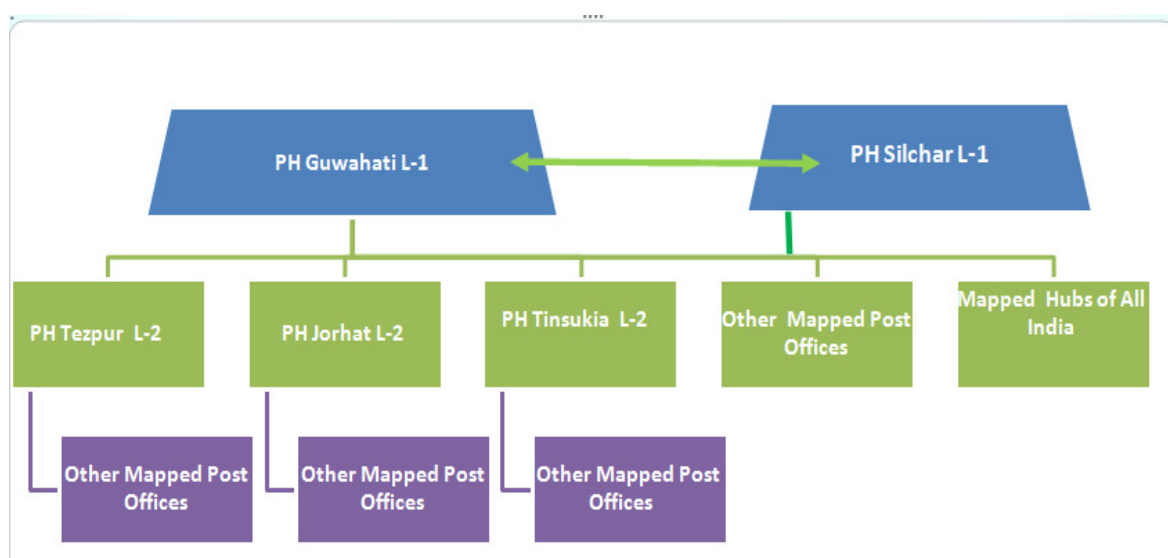 PH Guwahati L-1
PH Silchar L-1
PH Tezpur L-2
PH Jorhat L-2
PH Tinsukia L-2
Other Mapped Post
Offices
Mapped Hubs of All
India
Other Mapped Post
Offices
Other Mapped Post
Offices
Other Mapped Post
Offices